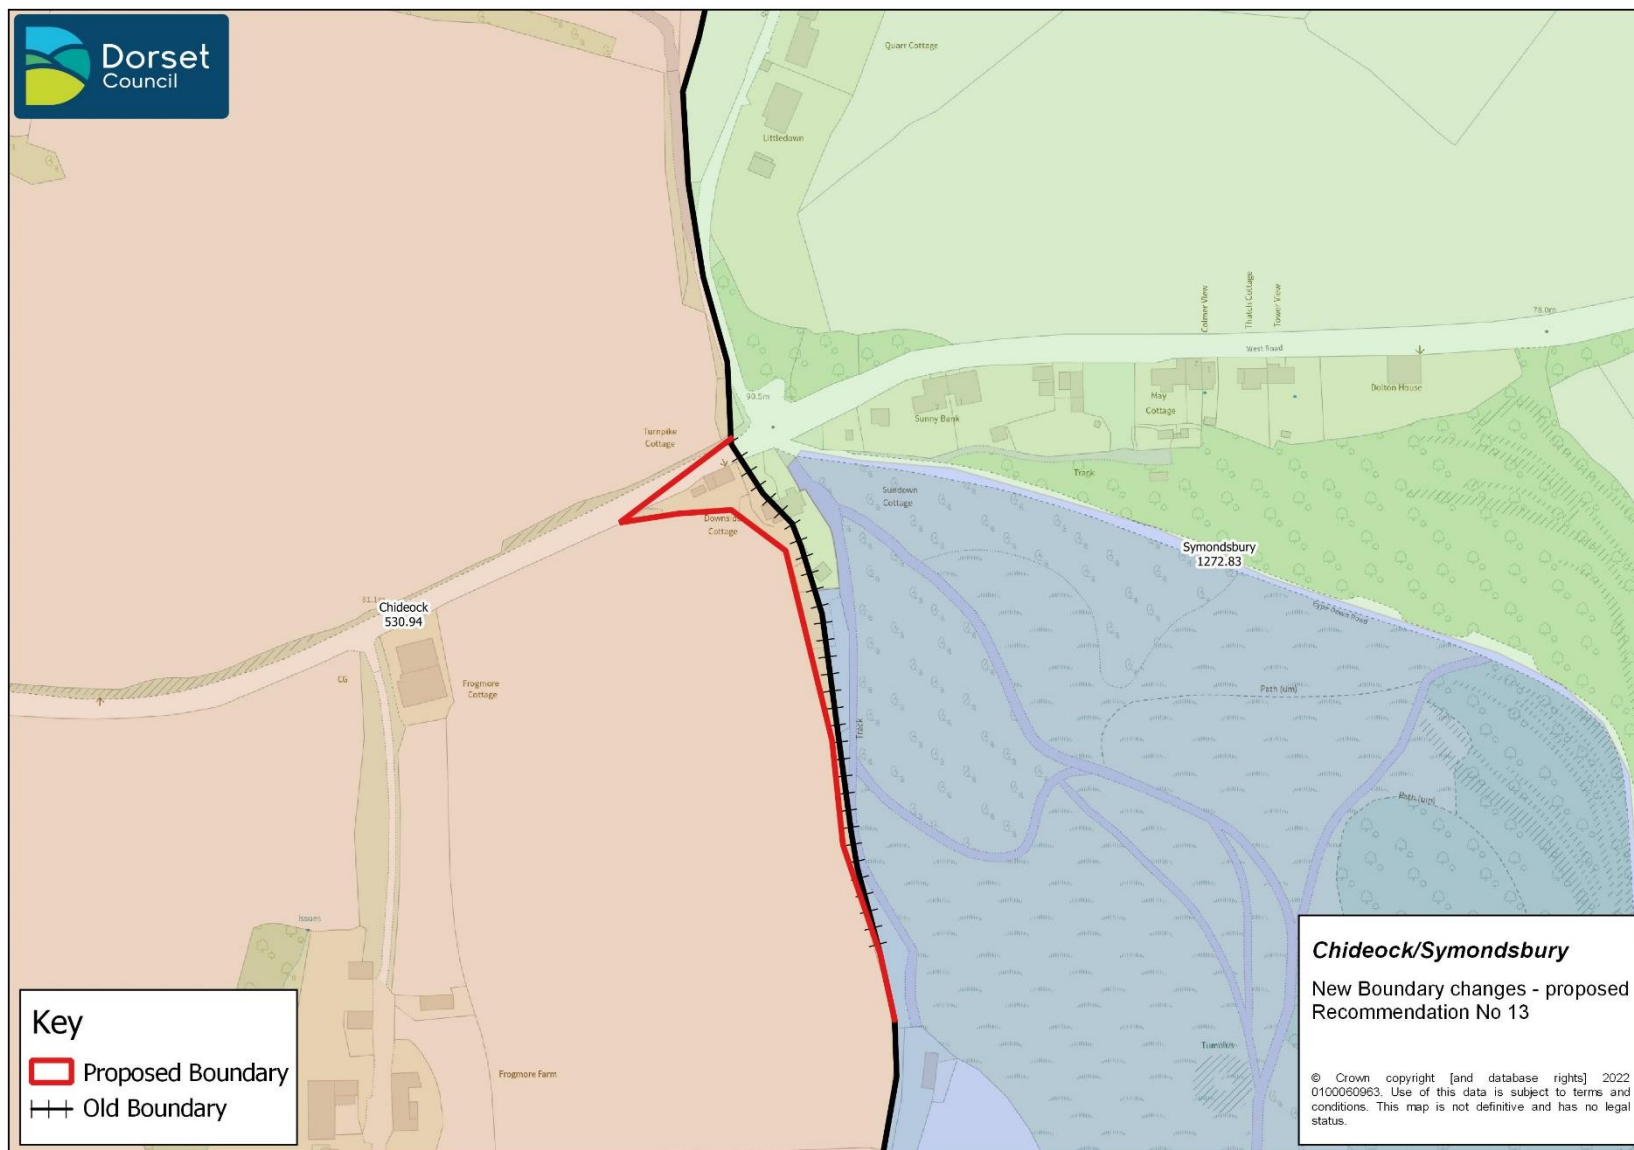 Dorset
Council
Quarr Cottage
Littledown
Colmer View
Thatch Cottage
Tower View
78.0m
West Road
Dolton House
90.5m
May
Cottage
Sunny Bank
Turnpike
Cottage
Track
Sundown
Cottage
Downside
Cottage
Symondsbury
1272.83
Chideock
530.94
CG
Frogmore
Cottage
Path (um)
Track
Path (um)
Issues
Tumulus
Frogmore Farm
Key
Proposed Boundary
Old Boundary
Chideock/Symondsbury
New Boundary changes - proposed
Recommendation No 13
© Crown copyright [and database rights] 2022
0100060963. Use of this data is subject to terms and
conditions. This map is not definitive and has no legal
status.